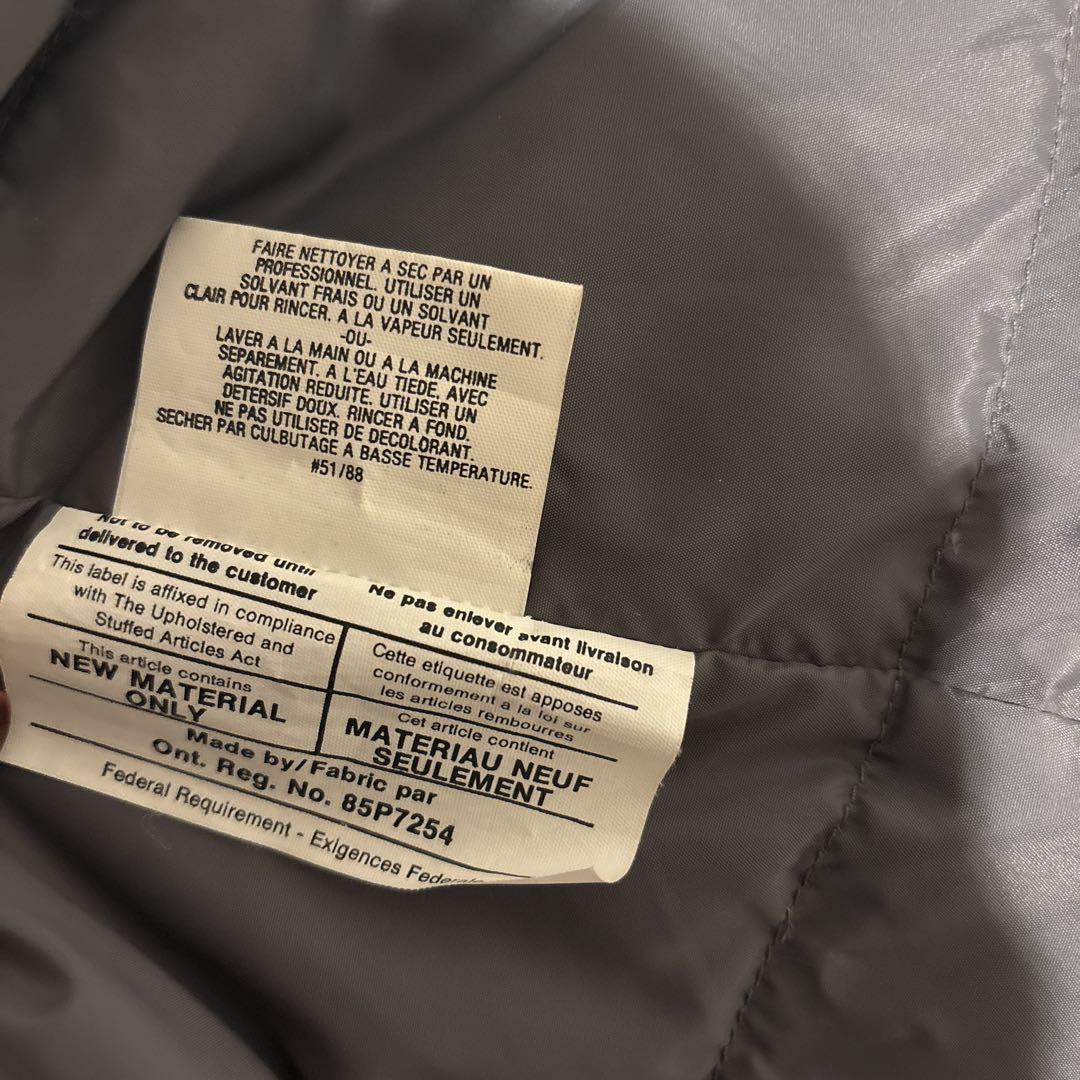 FAIRE NETTOYER A SEC PAR UN
PROFESSIONNEL. UTILISER UN
SOLVANT FRAIS OU UN SOLVANT
CLAIR POUR RINCER. A LA VAPEUR SEULEMENT.
-OU-
LAVER A LA MAIN OU A LA MACHINE
SEPAREMENT. A L'EAU TIEDE. AVEC
AGITATION REDUITE. UTILISER UN
DETERSIF DOUX. RINCER A FOND.
NE PAS UTILISER DE DECOLORANT.
SECHER PAR CULBUTAGE A BASSE TEMPERATURE.
#51/88
Not to be removed until
delivered to the customer
Ne pas enlever avant livraison
au consommateur
This label is affixed in compliance
with The Upholstered and
Stuffed Articles Act
Cette etiquette est apposes
conformement a la loi sur
les articles rembourres
This article contains
NEW MATERIAL
ONLY
Cet article contient
MATERIAU NEUF
SEULEMENT
Made by/Fabric par
Ont. Reg. No. 85P7254
Federal Requirement - Exigences